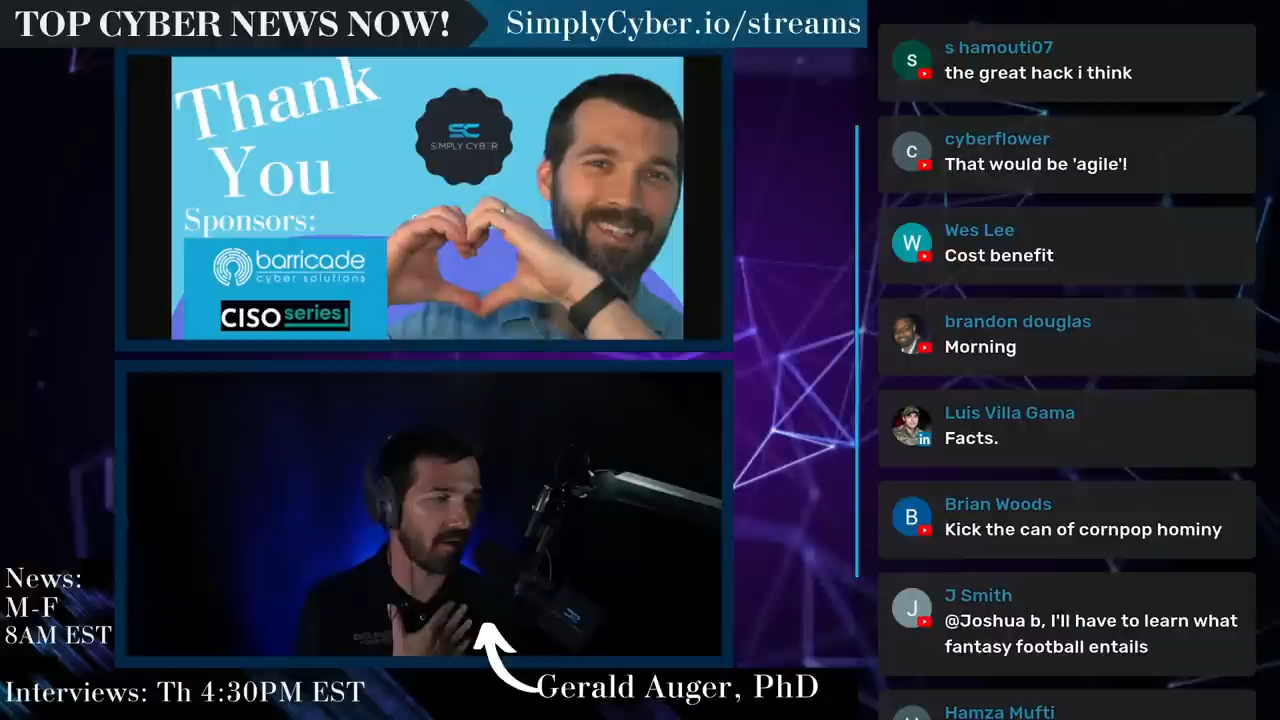 TOP CYBER NEWS NOW!
SimplyCyber.io/streams
Thank
You
Sponsors:
barricade
cyber solutions
CISO series
SC
SIMPLY CYBER
News:
M-F
8AM EST
Interviews: Th 4:30PM EST
Gerald Auger, PhD
s hamouti07
S
the great hack i think
cyberflower
C
That would be 'agile'!
Wes Lee
W
Cost benefit
brandon douglas
Morning
Luis Villa Gama
in
Facts.
Brian Woods
B
Kick the can of cornpop hominy
J Smith
J
@Joshua b, I'll have to learn what
fantasy football entails
Hamza Mufti